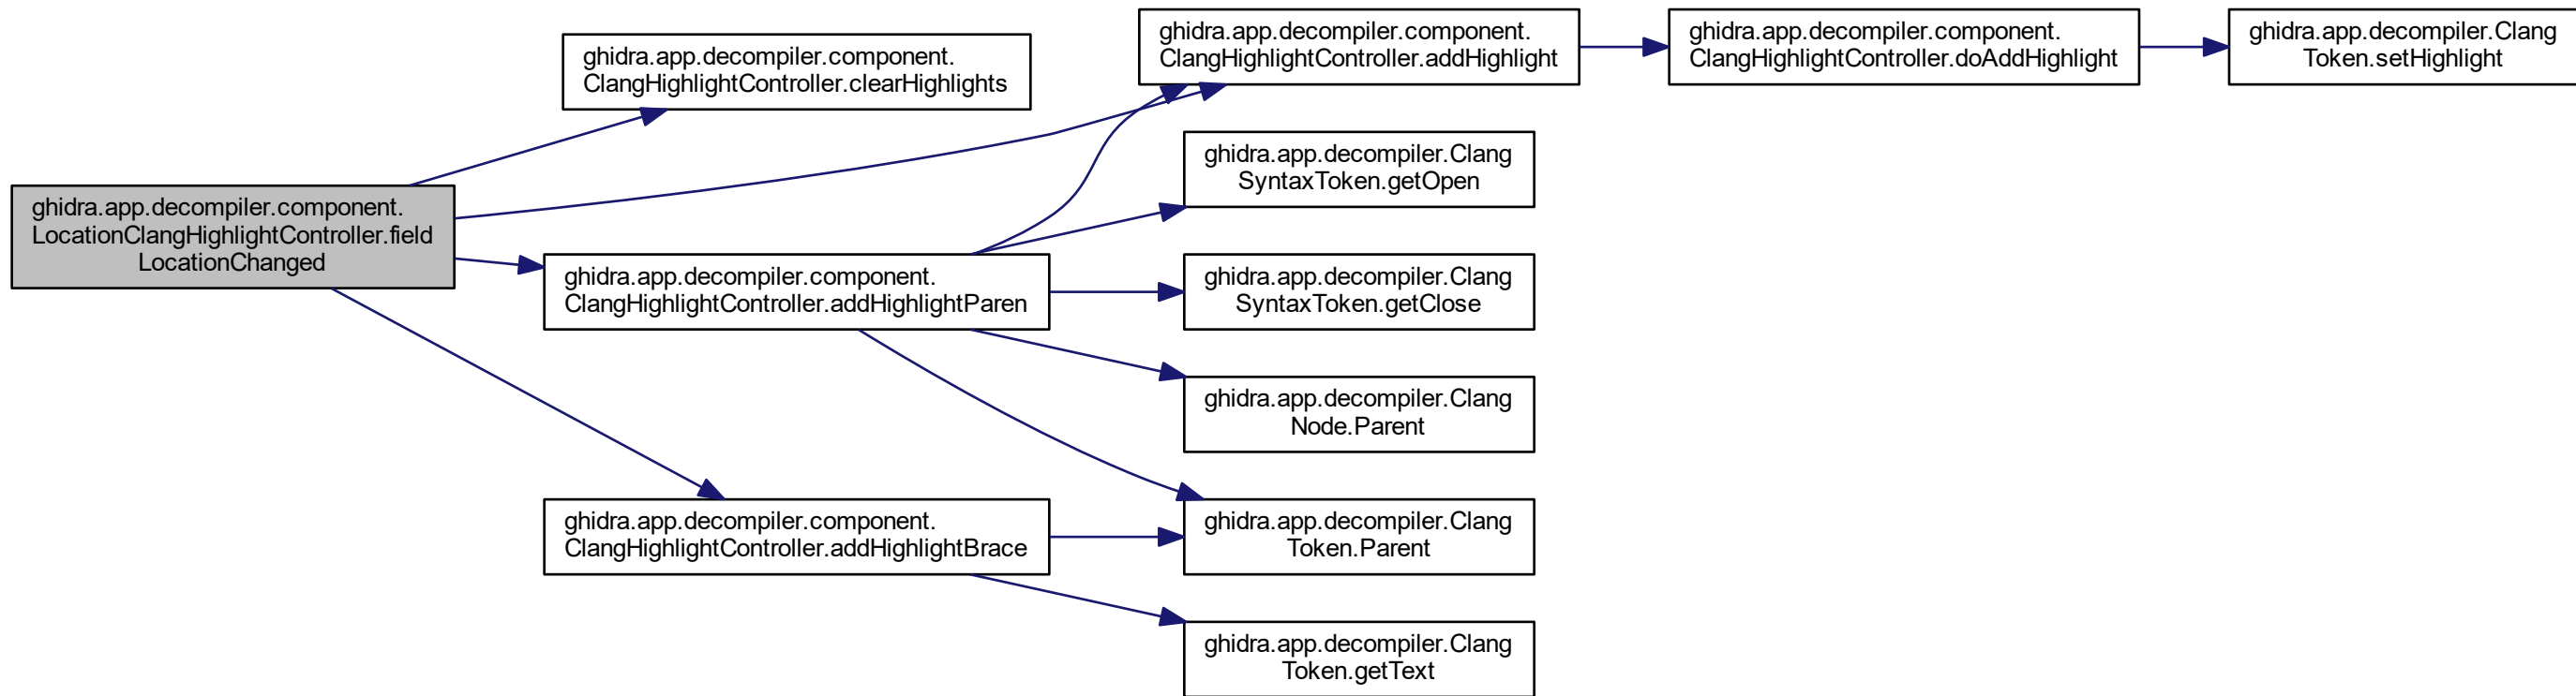 ghidra.app.decompiler.component.
LocationClangHighlightController.field
LocationChanged
ghidra.app.decompiler.component.
ClangHighlightController.clearHighlights
ghidra.app.decompiler.component.
ClangHighlightController.addHighlight
ghidra.app.decompiler.component.
ClangHighlightController.doAddHighlight
ghidra.app.decompiler.Clang
Token.setHighlight
ghidra.app.decompiler.component.
ClangHighlightController.addHighlightParen
ghidra.app.decompiler.Clang
SyntaxToken.getOpen
ghidra.app.decompiler.Clang
SyntaxToken.getClose
ghidra.app.decompiler.Clang
Node.Parent
ghidra.app.decompiler.component.
ClangHighlightController.addHighlightBrace
ghidra.app.decompiler.Clang
Token.Parent
ghidra.app.decompiler.Clang
Token.getText